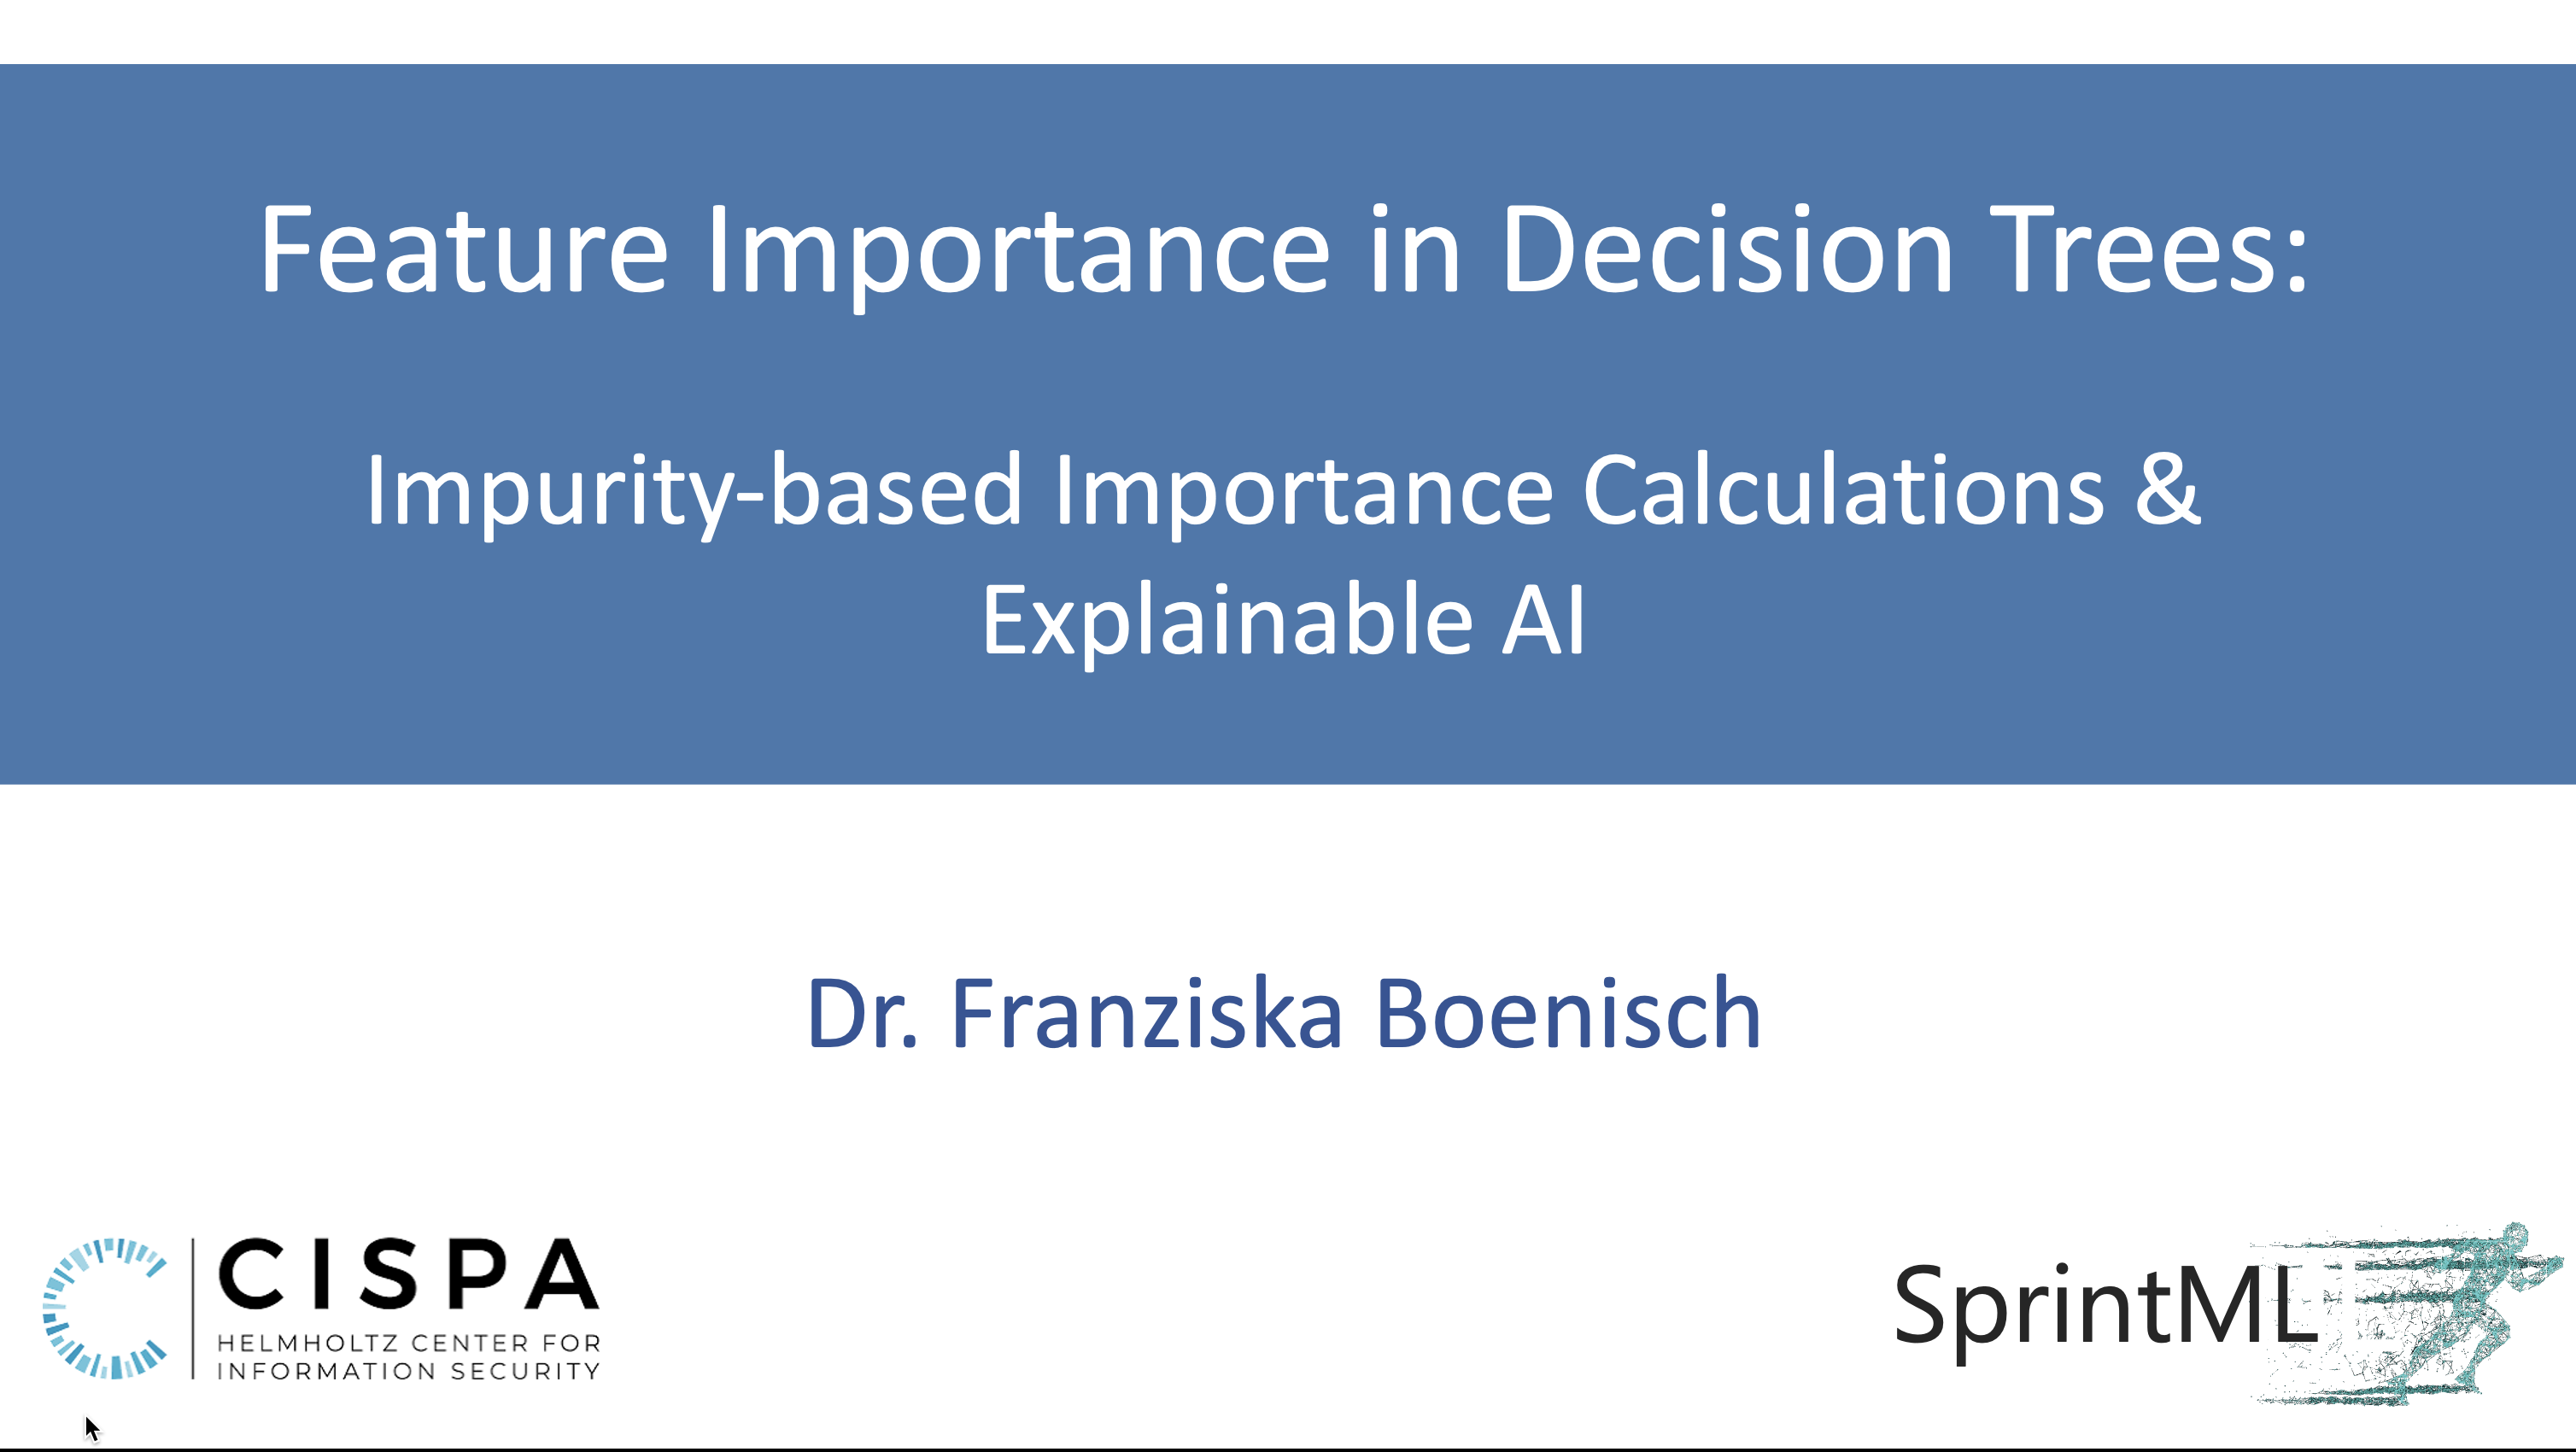 Feature Importance in Decision Trees:
Impurity-based Importance Calculations &
Explainable AI
Dr. Franziska Boenisch
CISPA
HELMHOLTZ CENTER FOR
INFORMATION SECURITY
SprintML